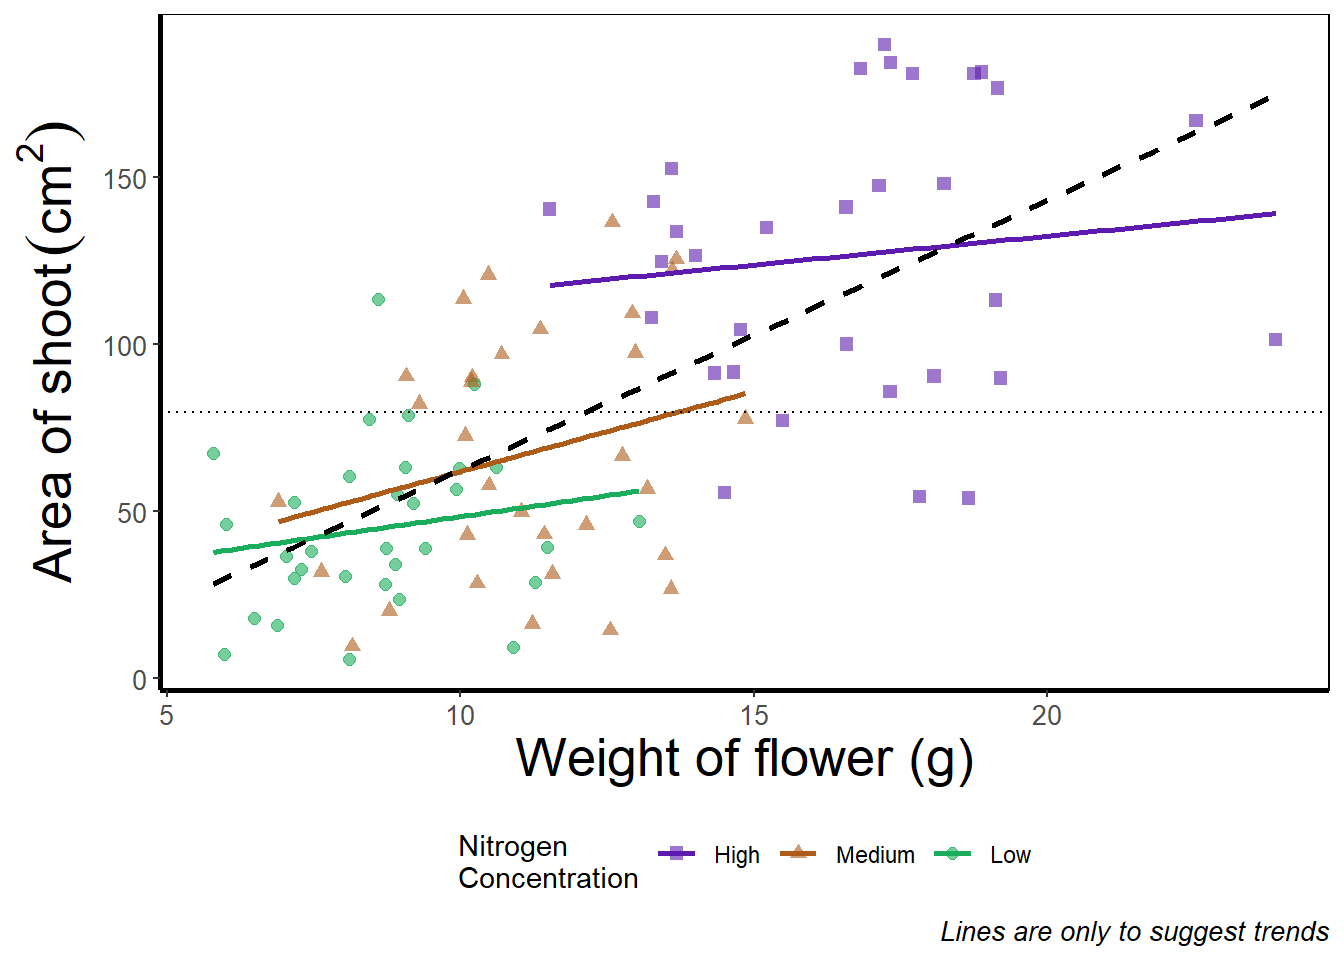 Area of shoot(cm²)
150
100
50
0
5 10 15 20
Weight of flower (g)
Nitrogen
Concentration
High Medium Low
Lines are only to suggest trends